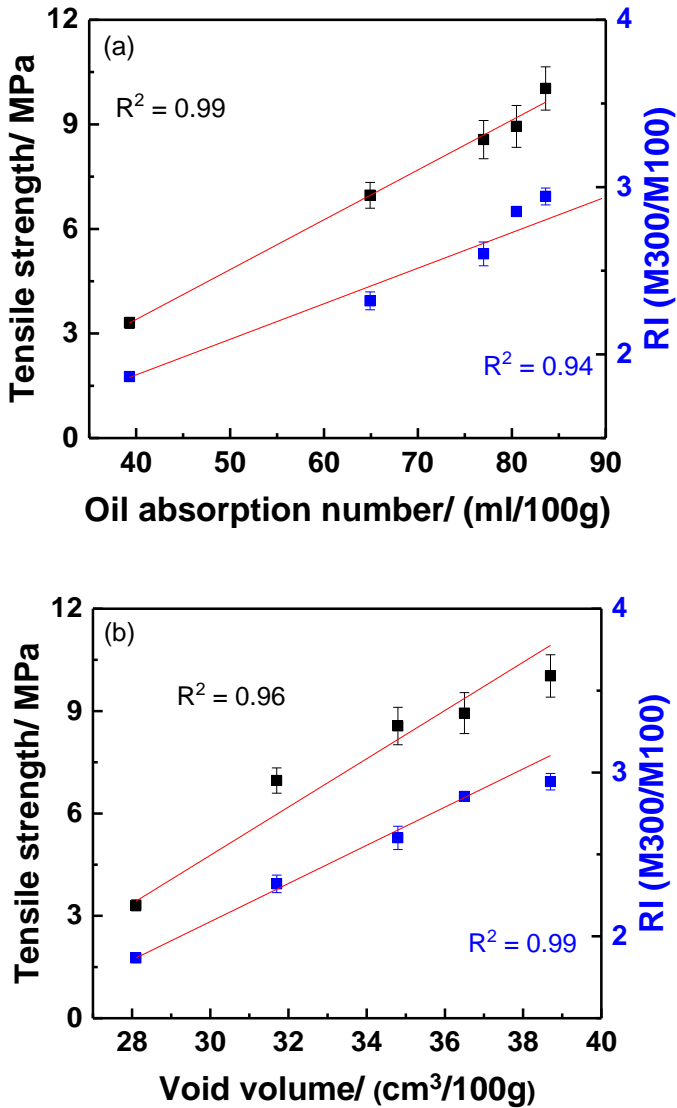 (a)
R² = 0.99
R² = 0.94
Tensile strength/ MPa
0
3
6
9
12
RI (M300/M100)
2
3
4
40 50 60 70 80 90
Oil absorption number/ (ml/100g)
(b)
R² = 0.96
R² = 0.99
Tensile strength/ MPa
0
3
6
9
12
RI (M300/M100)
2
3
4
28 30 32 34 36 38 40
Void volume/ (cm³/100g)